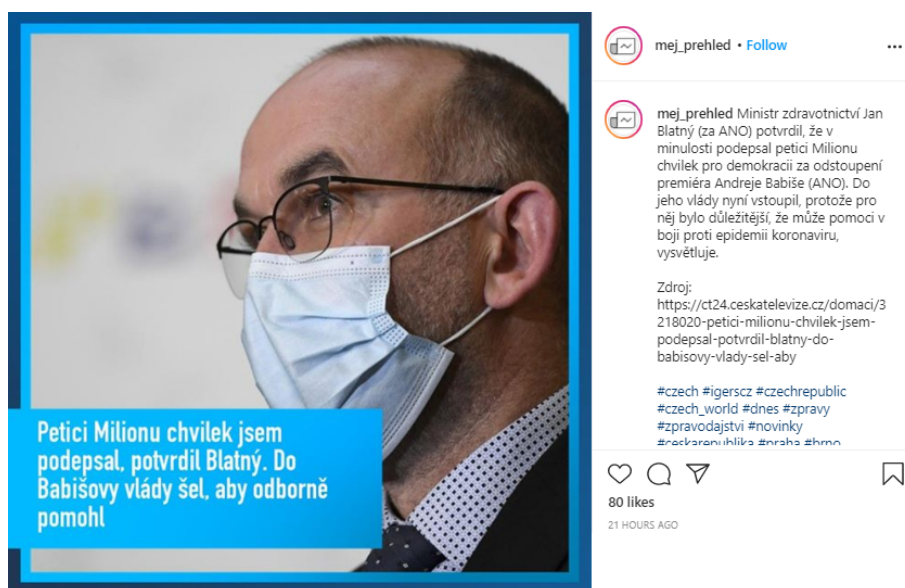 Petici Milionu chvilek jsem
podepsal, potvrdil Blatný. Do
Babišovy vlády šel, aby odborně
pomohl
mej_prehled • Follow
mej_prehled Ministr zdravotnictví Jan
Blatný (za ANO) potvrdil, že v
minulosti podepsal petici Milionu
chvilek pro demokracii za odstoupení
premiéra Andreje Babiše (ANO). Do
jeho vlády nyní vstoupil, protože pro
něj bylo důležitější, že může pomoci v
boji proti epidemii koronaviru,
vysvětluje.
Zdroj:
https://ct24.ceskatelevize.cz/domaci/3
218020-petici-milionu-chvilek-jsem-
podepsal-potvrdil-blatny-do-
babisovy-vlady-sel-aby
#czech #igerscz #czechrepublic
#czech_world #dnes #zpravy
#zpravodajstvi #novinky
#ceskarepublika #praha #brno
80 likes
21 HOURS AGO